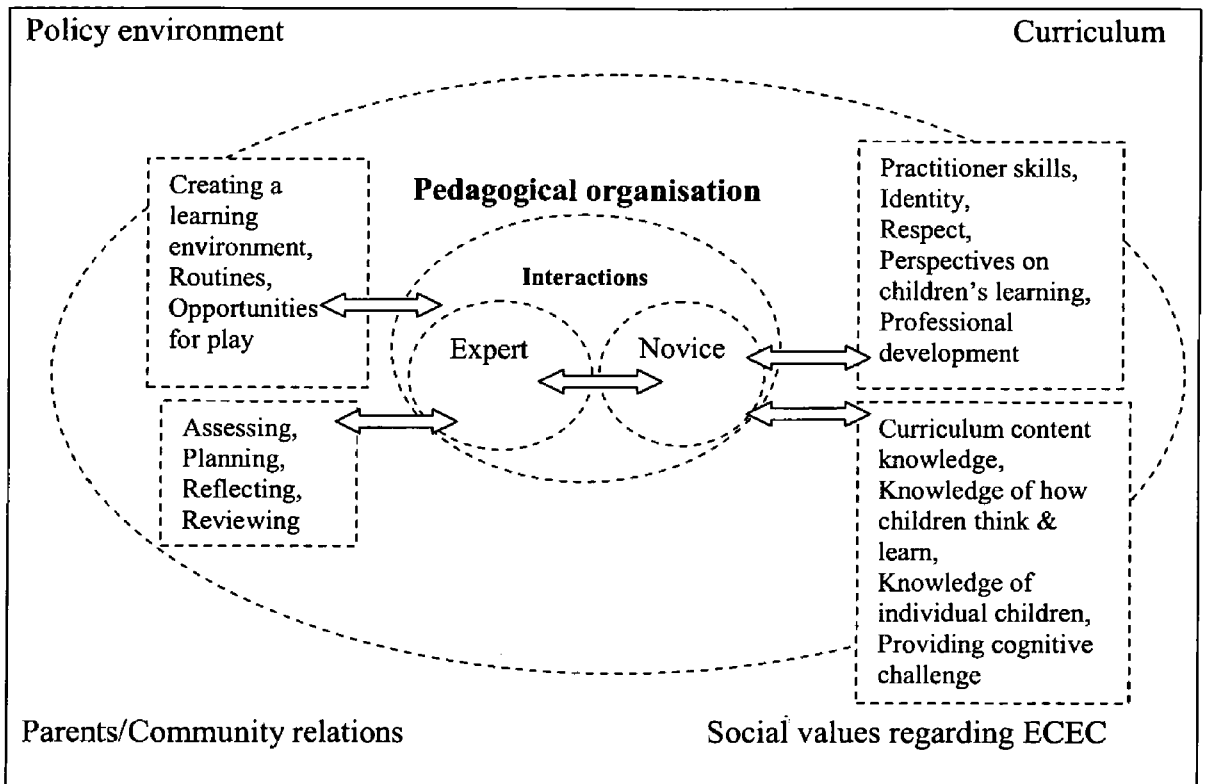 Policy environment
Curriculum
Creating a
learning
environment,
Routines,
Opportunities
for play
Pedagogical organisation
Interactions
Expert
Novice
Practitioner skills,
Identity,
Respect,
Perspectives on
children's learning,
Professional
development
Assessing,
Planning,
Reflecting,
Reviewing
Curriculum content
knowledge,
Knowledge of how
children think &
learn,
Knowledge of
individual children,
Providing cognitive
challenge
Parents/Community relations
Social values regarding ECEC